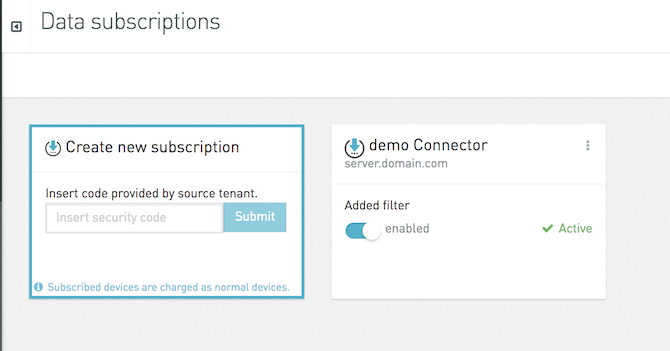 Data subscriptions
Create new subscription
Insert code provided by source tenant.
Insert security code
Submit
Subscribed devices are charged as normal devices.
demo Connector
server.domain.com
Added filter
enabled
Active